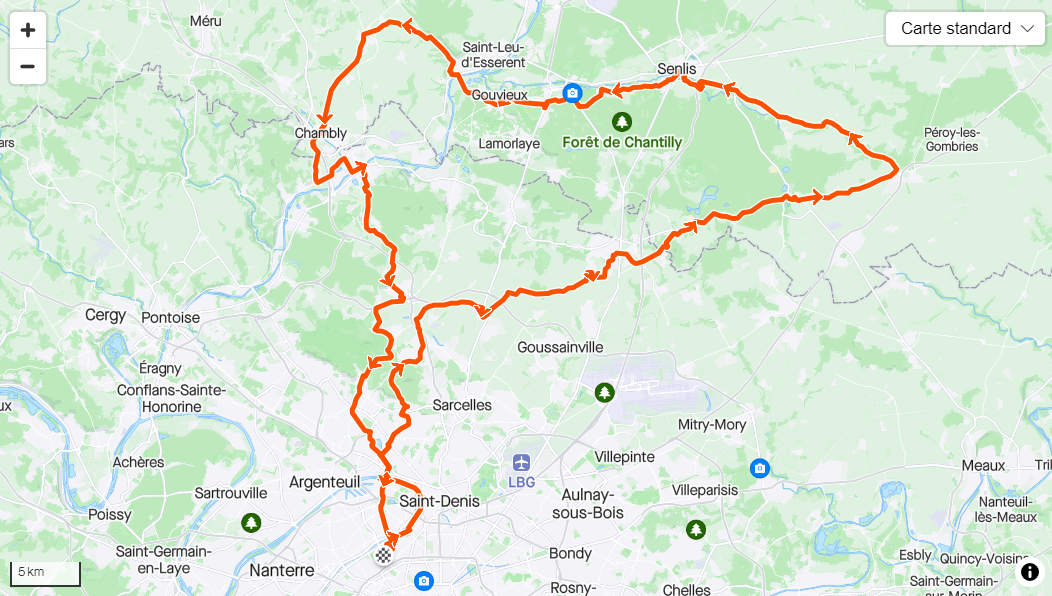 +
Méru
Carte standard
Saint-Leu-
d'Esserent
−
Senlis
Gouvieux
Chambly
Péroy-les-
Gombries
ars
Lamorlaye
Forêt de Chantilly
Cergy
Pontoise
Goussainville
Éragny
Conflans-Sainte-
Honorine
ux
Sarcelles
Mitry-Mory
Achères
Villepinte
Meaux
Tril
Argenteuil
LBG
Sartrouville
Villeparisis
Saint-Denis
Aulnay-
sous-Bois
Nanteuil-
lès-Meaux
Poissy
Saint-Germain-
en-Laye
Bondy
Esbly
Quincy-Voisins
5 km
Nanterre
Rosny-
Chelles
Saint-Germain-
sur-Morin
i